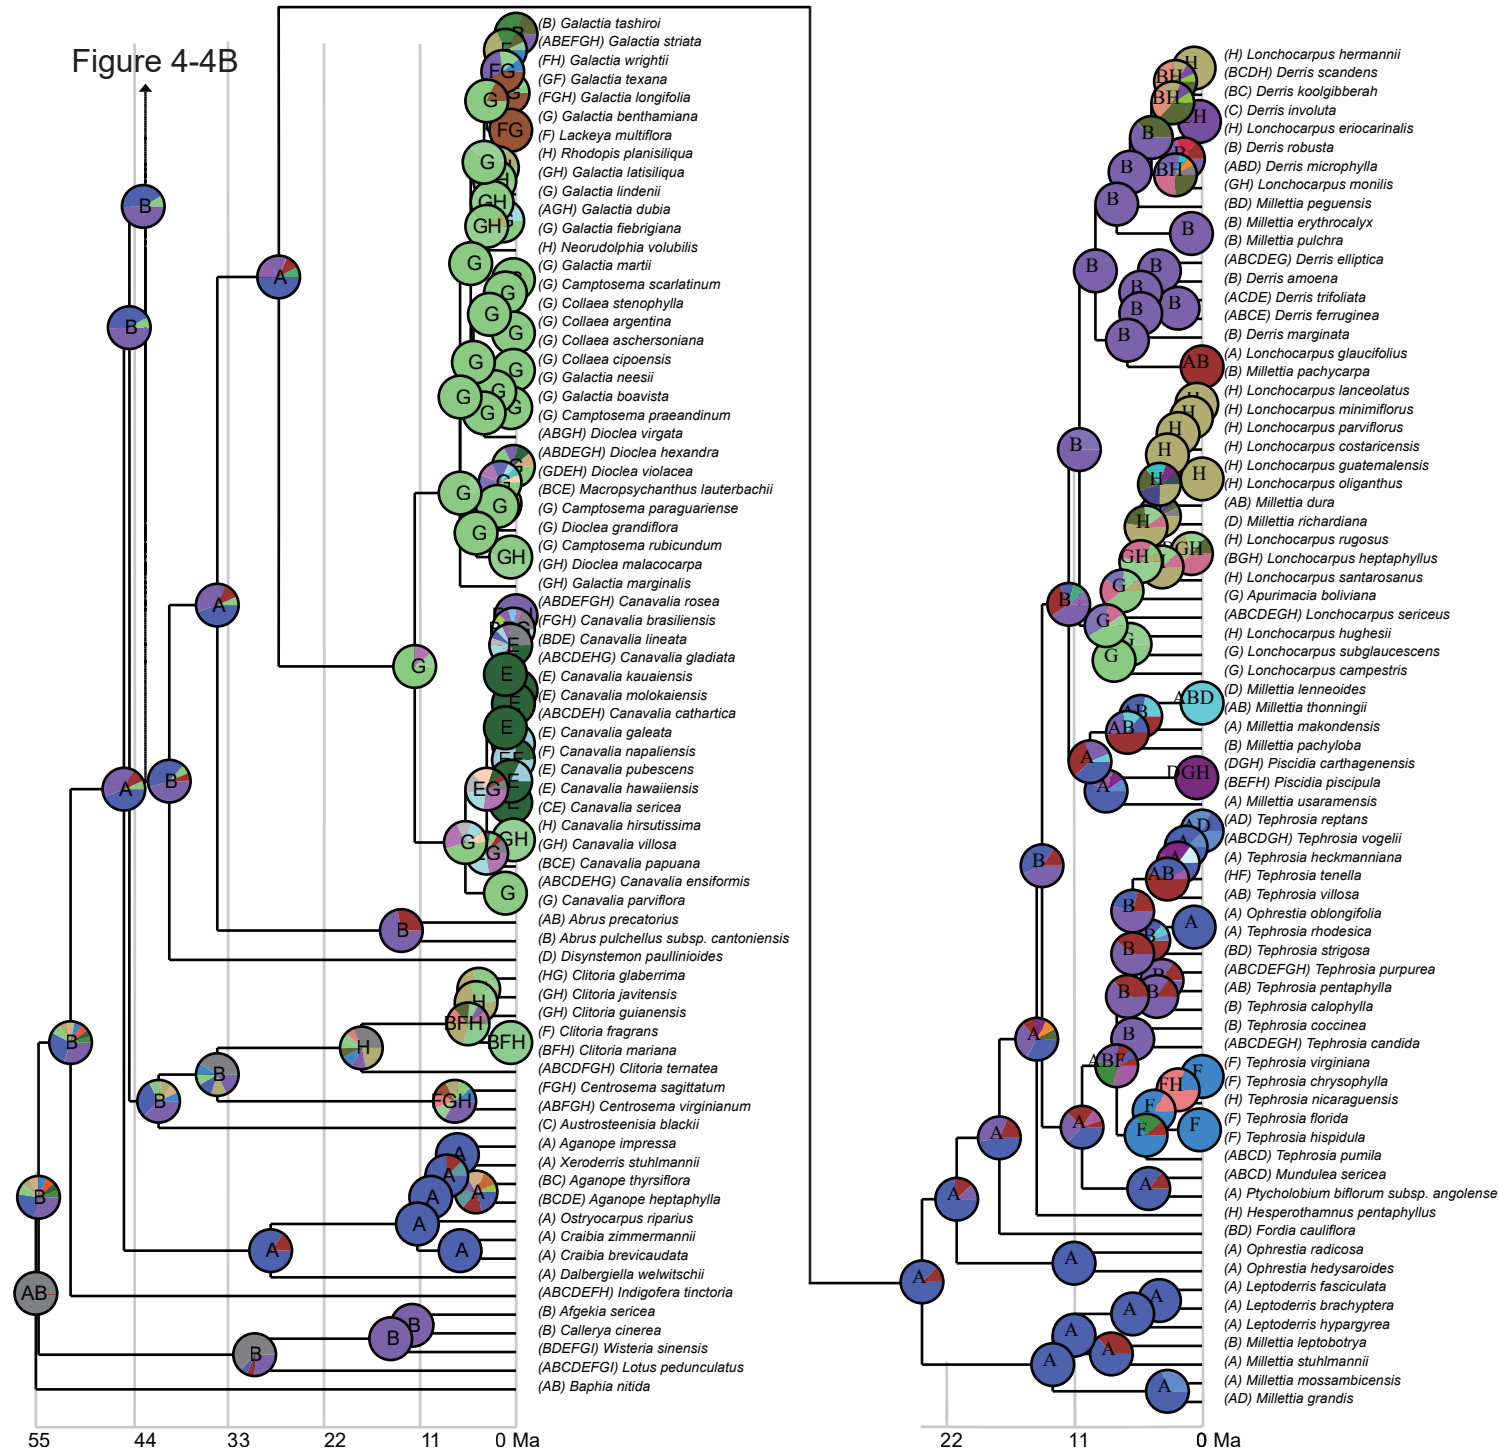 Figure 4-4B
(B) Galactia tashiroi
(ABEFGH) Galactia striata
(FH) Galactia wrightii
(GF) Galactia texana
(FGH) Galactia longifolia
(G) Galactia benthamiana
(F) Lackeya multiflora
(H) Rhodopis planisiliqua
(GH) Galactia latisiliqua
(G) Galactia lindenii
(AGH) Galactia dubia
(G) Galactia fiebrigiana
(H) Neorudolphia volubilis
(G) Galactia martii
(G) Camptosema scarlatinum
(G) Collaea stenophylla
(G) Collaea argentina
(G) Collaea aschersoniana
(G) Collaea cipoensis
(G) Galactia neesii
(G) Galactia boavista
(G) Camptosema praeandinum
(ABGH) Dioclea virgata
(ABDEGH) Dioclea hexandra
(GDEH) Dioclea violacea
(BCE) Macropsychanthus lauterbachii
(G) Camptosema paraguariense
(G) Dioclea grandiflora
(G) Camptosema rubicundum
(GH) Dioclea malacocarpa
(GH) Galactia marginalis
(ABDEFGH) Canavalia rosea
(FGH) Canavalia brasiliensis
(BDE) Canavalia lineata
(ABCDEHG) Canavalia gladiata
(E) Canavalia kauaiensis
(E) Canavalia molokaiensis
(ABCDEH) Canavalia cathartica
(E) Canavalia galeata
(F) Canavalia napaliensis
(E) Canavalia pubescens
(E) Canavalia hawaiiensis
(CE) Canavalia sericea
(H) Canavalia hirsutissima
(GH) Canavalia villosa
(BCE) Canavalia papuana
(ABCDEHG) Canavalia ensiformis
(G) Canavalia parviflora
(AB) Abrus precatorius
(B) Abrus pulchellus subsp. cantoniensis
(D) Disynstemon paullinioides
(HG) Clitoria glaberrima
(GH) Clitoria javitensis
(GH) Clitoria guianensis
(F) Clitoria fragrans
(BFH) Clitoria mariana
(ABCDFGH) Clitoria ternatea
(FGH) Centrosema sagittatum
(ABFGH) Centrosema virginianum
(C) Austrosteenisia blackii
(A) Aganope impressa
(A) Xeroderris stuhlmannii
(BC) Aganope thyrsiflora
(BCDE) Aganope heptaphylla
(A) Ostryocarpus riparius
(A) Craibia zimmermannii
(A) Craibia brevicaudata
(A) Dalbergiella welwitschii
(ABCDEFH) Indigofera tinctoria
(B) Afgekia sericea
(B) Callerya cinerea
(BDEFGI) Wisteria sinensis
(ABCDEFGI) Lotus pedunculatus
(AB) Baphia nitida
55 44 33 22 11 0 Ma
(H) Lonchocarpus hermannii
(BCDH) Derris scandens
(BC) Derris koolgibberah
(C) Derris involuta
(H) Lonchocarpus eriocarinalis
(B) Derris robusta
(ABD) Derris microphylla
(GH) Lonchocarpus monilis
(BD) Millettia peguensis
(B) Millettia erythrocalyx
(B) Millettia pulchra
(ABCDEG) Derris elliptica
(B) Derris amoena
(ACDE) Derris trifoliata
(ABCE) Derris ferruginea
(B) Derris marginata
(A) Lonchocarpus glaucifolius
(B) Millettia pachycarpa
(H) Lonchocarpus lanceolatus
(H) Lonchocarpus minimiflorus
(H) Lonchocarpus parviflorus
(H) Lonchocarpus costaricensis
(H) Lonchocarpus guatemalensis
(H) Lonchocarpus oliganthus
(AB) Millettia dura
(D) Millettia richardiana
(H) Lonchocarpus rugosus
(BGH) Lonchocarpus heptaphyllus
(H) Lonchocarpus santarosanus
(G) Apurimacia boliviana
(ABCDEGH) Lonchocarpus sericeus
(H) Lonchocarpus hughesii
(G) Lonchocarpus subglaucescens
(G) Lonchocarpus campestris
(D) Millettia lenneoides
(AB) Millettia thonningii
(A) Millettia makondensis
(B) Millettia pachyloba
(DGH) Piscidia carthagenensis
(BEFH) Piscidia piscipula
(A) Millettia usaramensis
(AD) Tephrosia reptans
(ABCDGH) Tephrosia vogelii
(A) Tephrosia heckmanniana
(HF) Tephrosia tenella
(AB) Tephrosia villosa
(A) Ophrestia oblongifolia
(A) Tephrosia rhodesica
(BD) Tephrosia strigosa
(ABCDEFGH) Tephrosia purpurea
(AB) Tephrosia pentaphylla
(B) Tephrosia calophylla
(B) Tephrosia coccinea
(ABCDEGH) Tephrosia candida
(F) Tephrosia virginiana
(F) Tephrosia chrysophylla
(H) Tephrosia nicaraguensis
(F) Tephrosia florida
(F) Tephrosia hispidula
(ABCD) Tephrosia pumila
(ABCD) Mundulea sericea
(A) Ptycholobium biflorum subsp. angolense
(H) Hesperothamnus pentaphyllus
(BD) Fordia cauliflora
(A) Ophrestia radicosa
(A) Ophrestia hedysaroides
(A) Leptoderris fasciculata
(A) Leptoderris brachyptera
(A) Leptoderris hypargyrea
(B) Millettia leptobotrya
(A) Millettia stuhlmannii
(A) Millettia mossambicensis
(AD) Millettia grandis
22 11 0 Ma